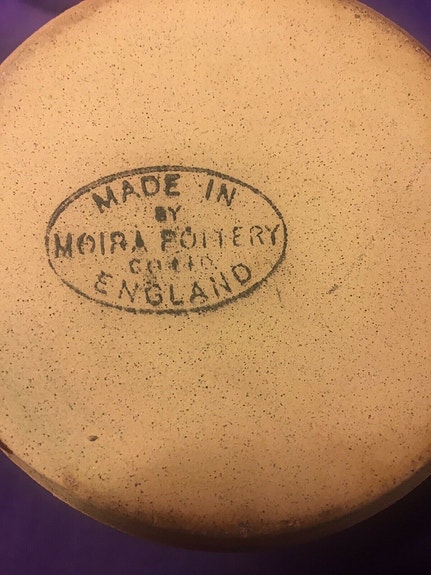 MADE IN
BY
MOIRA POTTERY
ENGLAND